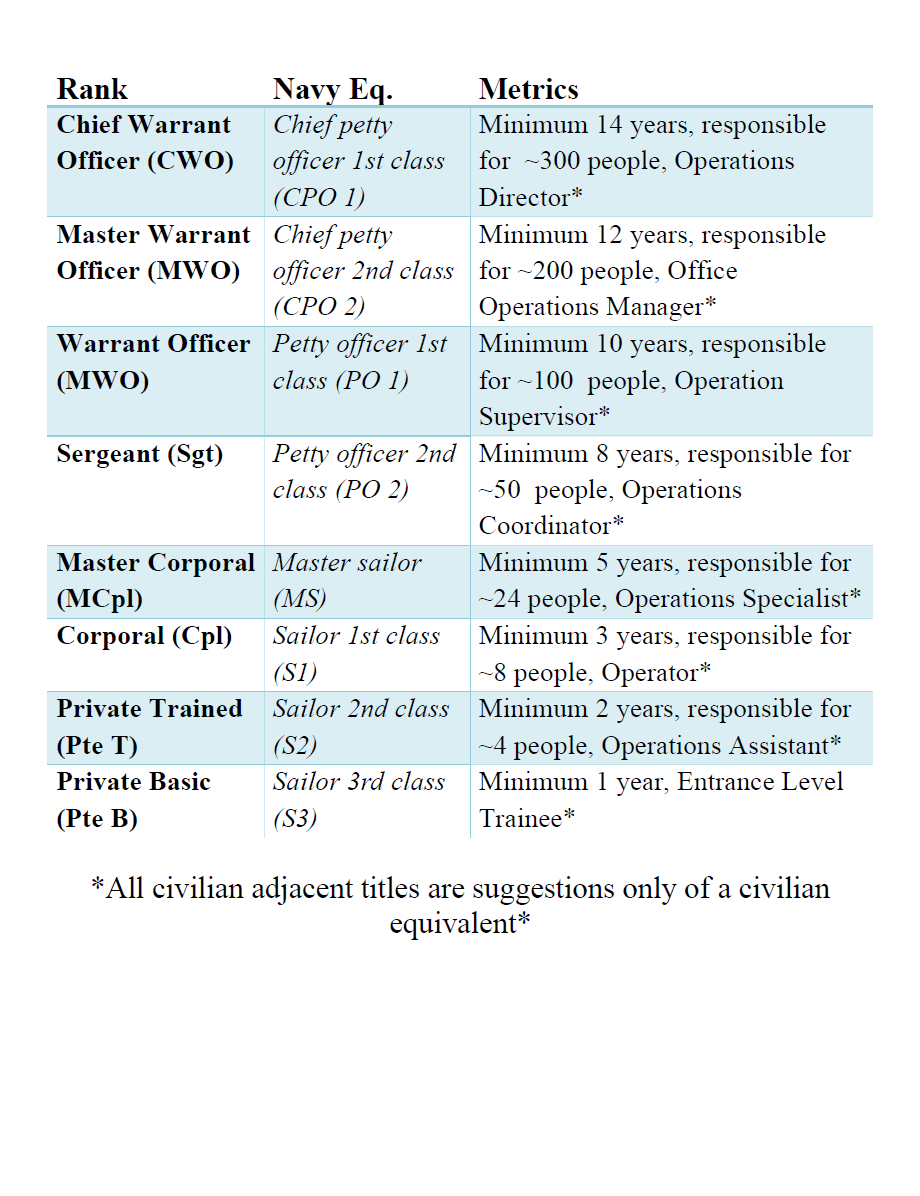 Rank Navy Eq. Metrics
Chief Warrant Officer (CWO)
Chief petty officer 1st class (CPO 1)
Minimum 14 years, responsible for  ~300 people, Operations Director*
Master Warrant Officer (MWO)
Chief petty officer 2nd class (CPO 2)
Minimum 12 years, responsible for ~200 people, Office Operations Manager*
Warrant Officer (MWO)
Petty officer 1st class (PO 1)
Minimum 10 years, responsible for ~100  people, Operation Supervisor*
Sergeant (Sgt)
Petty officer 2nd class (PO 2)
Minimum 8 years, responsible for ~50  people, Operations Coordinator*
Master Corporal (MCpl)
Master sailor (MS)
Minimum 5 years, responsible for ~24 people, Operations Specialist*
Corporal (Cpl)
Sailor 1st class (S1)
Minimum 3 years, responsible for ~8 people, Operator*
Private Trained (Pte T)
Sailor 2nd class (S2)
Minimum 2 years, responsible for ~4 people, Operations Assistant*
Private Basic (Pte B)
Sailor 3rd class (S3)
Minimum 1 year, Entrance Level Trainee*
*All civilian adjacent titles are suggestions only of a civilian
equivalent*